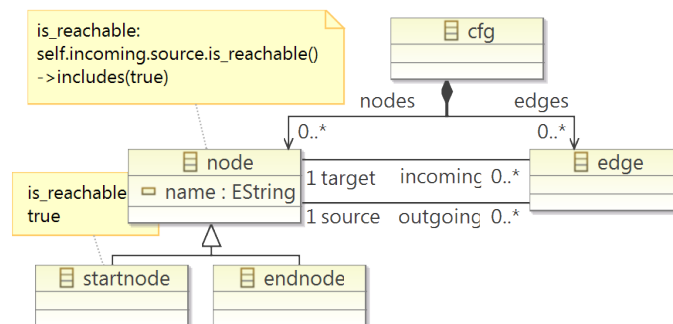 is_reachable:
self.incoming.source.is_reachable()
->includes(true)
cfg
nodes
edges
0..*
0..*
node
name : EString
1 target
incoming 0..*
1 source
outgoing 0..*
edge
is_reachable
true
startnode
endnode